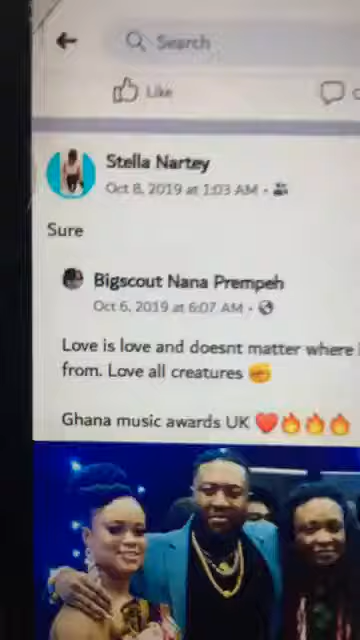 Search
Like
Stella Nartey
Oct 8, 2019 at 1:03 AM ·
Sure
Bigscout Nana Prempeh
Oct 6, 2019 at 6:07 AM ·
Love is love and doesnt matter where
from. Love all creatures ✊
Ghana music awards UK ❤️🔥🔥🔥